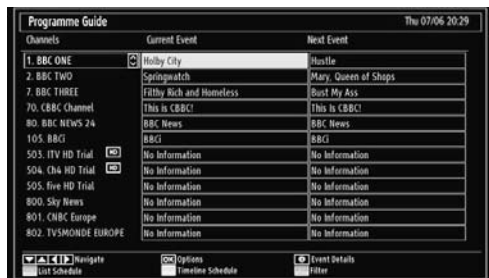 Programme Guide Thu 07/06 20:29
Channels Current Event Next Event
1. BBC ONE Holby City Hustle
2. BBC TWO Springwatch Mary, Queen of Shops
7. BBC THREE Filthy Rich and Homeless Bust My Ass
70. CBBC Channel This is CBBC! This Is CBBC!
80. BBC NEWS 24 BBC News BBC News
105. BBCi BBCi BBCi
503. ITV HD Trial HD No Information No Information
504. Ch4 HD Trial HD No Information No Information
505. five HD Trial No Information No Information
800. Sky News No Information No Information
801. CNBC Europe No Information No Information
802. TV5MONDE EUROPE No Information No Information
Navigate OK Options Event Details
List Schedule Timeline Schedule Filter